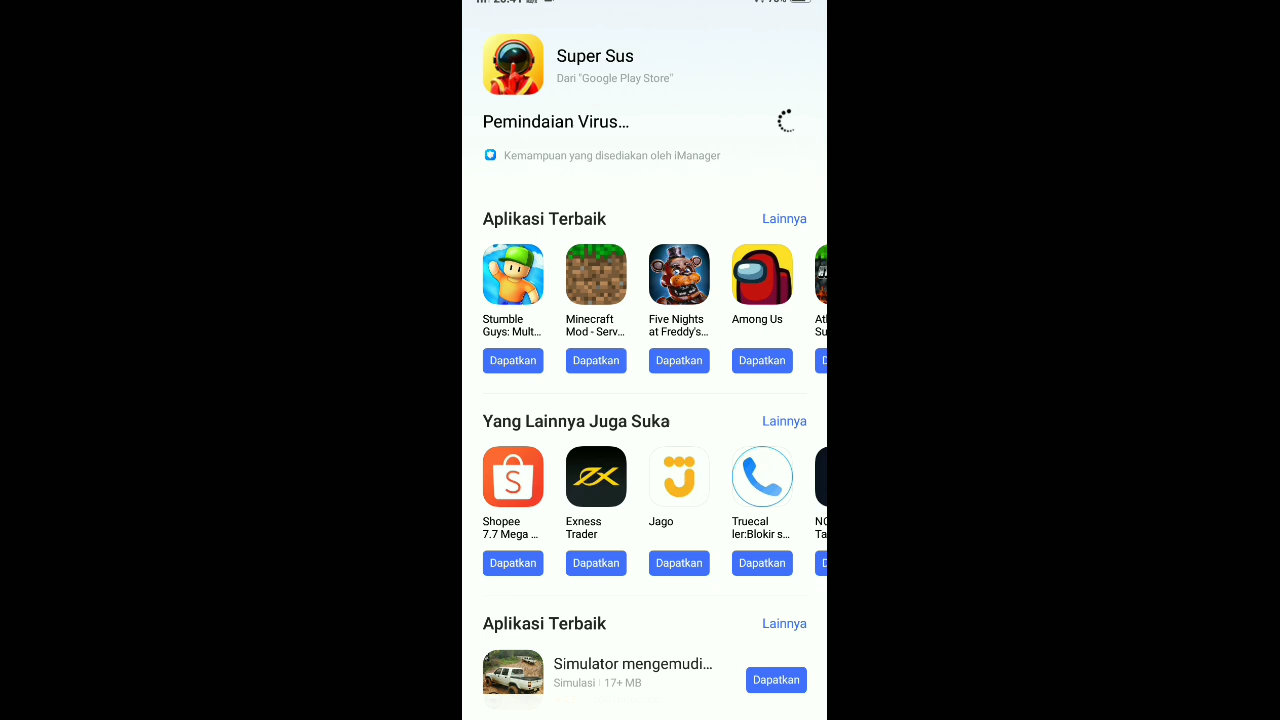 Super Sus
Dari "Google Play Store"
Pemindaian Virus...
Kemampuan yang disediakan oleh iManager
Aplikasi Terbaik Lainnya
Stumble Minecraft Five Nights Among Us
Guys: Mult... Mod - Serv... at Freddy's...
Dapatkan Dapatkan Dapatkan Dapatkan
Yang Lainnya Juga Suka Lainnya
Shopee Exness Jago Truecal
7.7 Mega ... Trader ler:Blokir s...
Dapatkan Dapatkan Dapatkan Dapatkan
Aplikasi Terbaik Lainnya
Simulator mengemudi...
Simulasi | 17+ MB
Dapatkan